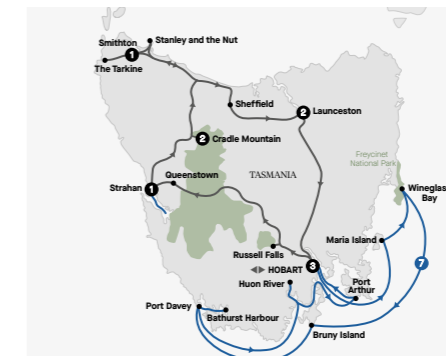 Smithton
Stanley and the Nut
1
The Tarkine
Sheffield
2
Launceston
2
Cradle Mountain
Freycinet
National Park
Queenstown
TASMANIA
Strahan
1
Wineglass
Bay
Maria Island
Russell Falls
HOBART
3
7
Huon River
Port
Arthur
Port Davey
Bathurst Harbour
Bruny Island